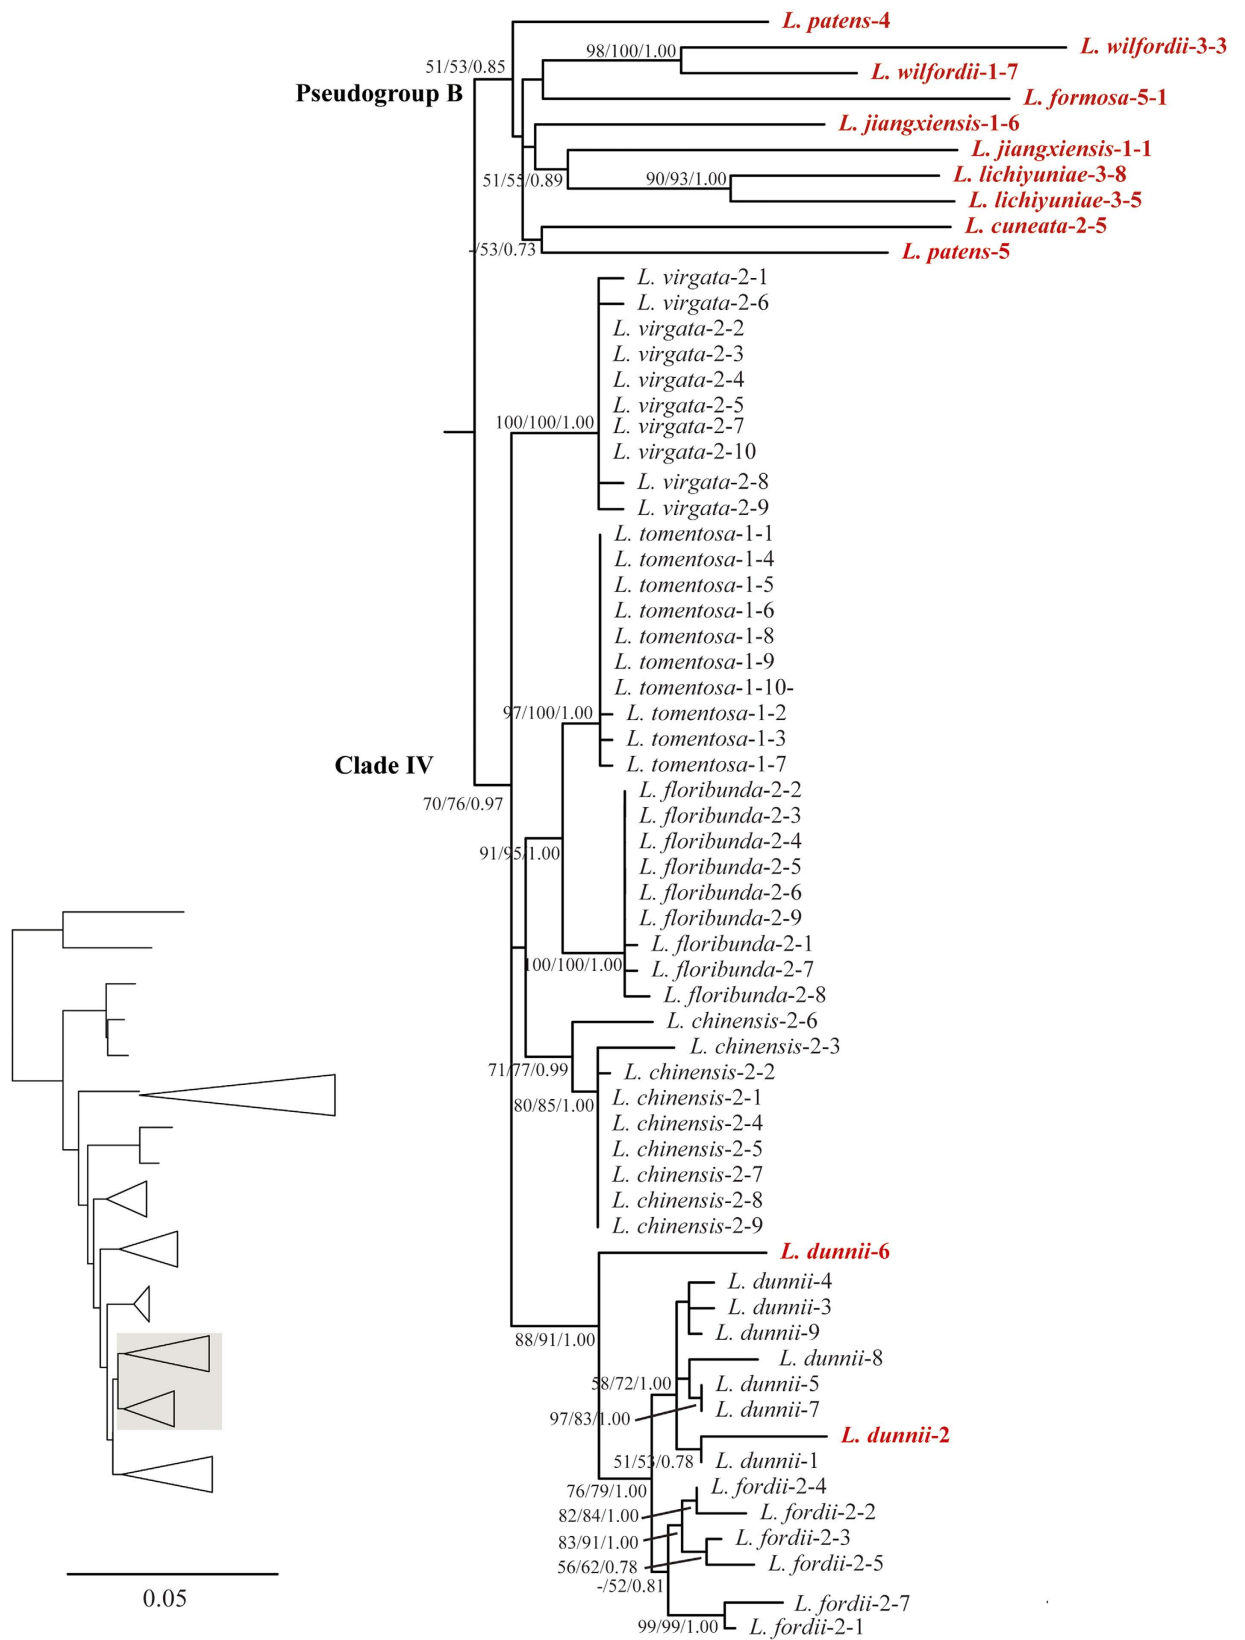 L. patens-4
98/100/1.00
L. wilfordii-3-3
51/53/0.85
L. wilfordii-1-7
Pseudogroup B
L. formosa-5-1
L. jiangxiensis-1-6
L. jiangxiensis-1-1
51/55/0.89
90/93/1.00
L. lichiyuniae-3-8
L. lichiyuniae-3-5
L. cuneata-2-5
-/53/0.73
L. patens-5
L. virgata-2-1
L. virgata-2-6
L. virgata-2-2
L. virgata-2-3
L. virgata-2-4
L. virgata-2-5
100/100/1.00
L. virgata-2-7
L. virgata-2-10
L. virgata-2-8
L. virgata-2-9
L. tomentosa-1-1
L. tomentosa-1-4
L. tomentosa-1-5
L. tomentosa-1-6
L. tomentosa-1-8
L. tomentosa-1-9
L. tomentosa-1-10-
97/100/1.00
L. tomentosa-1-2
L. tomentosa-1-3
Clade IV
L. tomentosa-1-7
70/76/0.97
L. floribunda-2-2
L. floribunda-2-3
L. floribunda-2-4
91/95/1.00
L. floribunda-2-5
L. floribunda-2-6
L. floribunda-2-9
L. floribunda-2-1
100/100/1.00
L. floribunda-2-7
L. floribunda-2-8
L. chinensis-2-6
L. chinensis-2-3
71/77/0.99
L. chinensis-2-2
80/85/1.00
L. chinensis-2-1
L. chinensis-2-4
L. chinensis-2-5
L. chinensis-2-7
L. chinensis-2-8
L. chinensis-2-9
L. dunnii-6
L. dunnii-4
L. dunnii-3
88/91/1.00
L. dunnii-9
L. dunnii-8
58/72/1.00
L. dunnii-5
97/83/1.00
L. dunnii-7
L. dunnii-2
51/53/0.78
L. dunnii-1
76/79/1.00
L. fordii-2-4
82/84/1.00
L. fordii-2-2
83/91/1.00
L. fordii-2-3
56/62/0.78
L. fordii-2-5
-/52/0.81
0.05
L. fordii-2-7
99/99/1.00
L. fordii-2-1